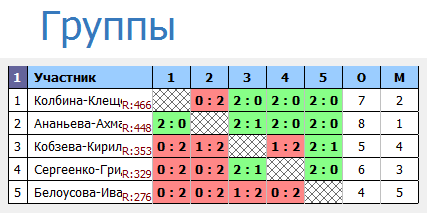 Группы
1 Участник 1 2 3 4 5 О М
1 Колбина-Клещ R:466 0 : 2 2 : 0 2 : 0 2 : 0 7 2
2 Ананьева-Ахма R:448 2 : 0 2 : 1 2 : 0 2 : 0 8 1
3 Кобзева-Кирил R:353 0 : 2 1 : 2 1 : 2 2 : 1 5 4
4 Сергеенко-Гри R:329 0 : 2 0 : 2 2 : 1 2 : 0 6 3
5 Белоусова-Ива R:276 0 : 2 0 : 2 1 : 2 0 : 2 4 5